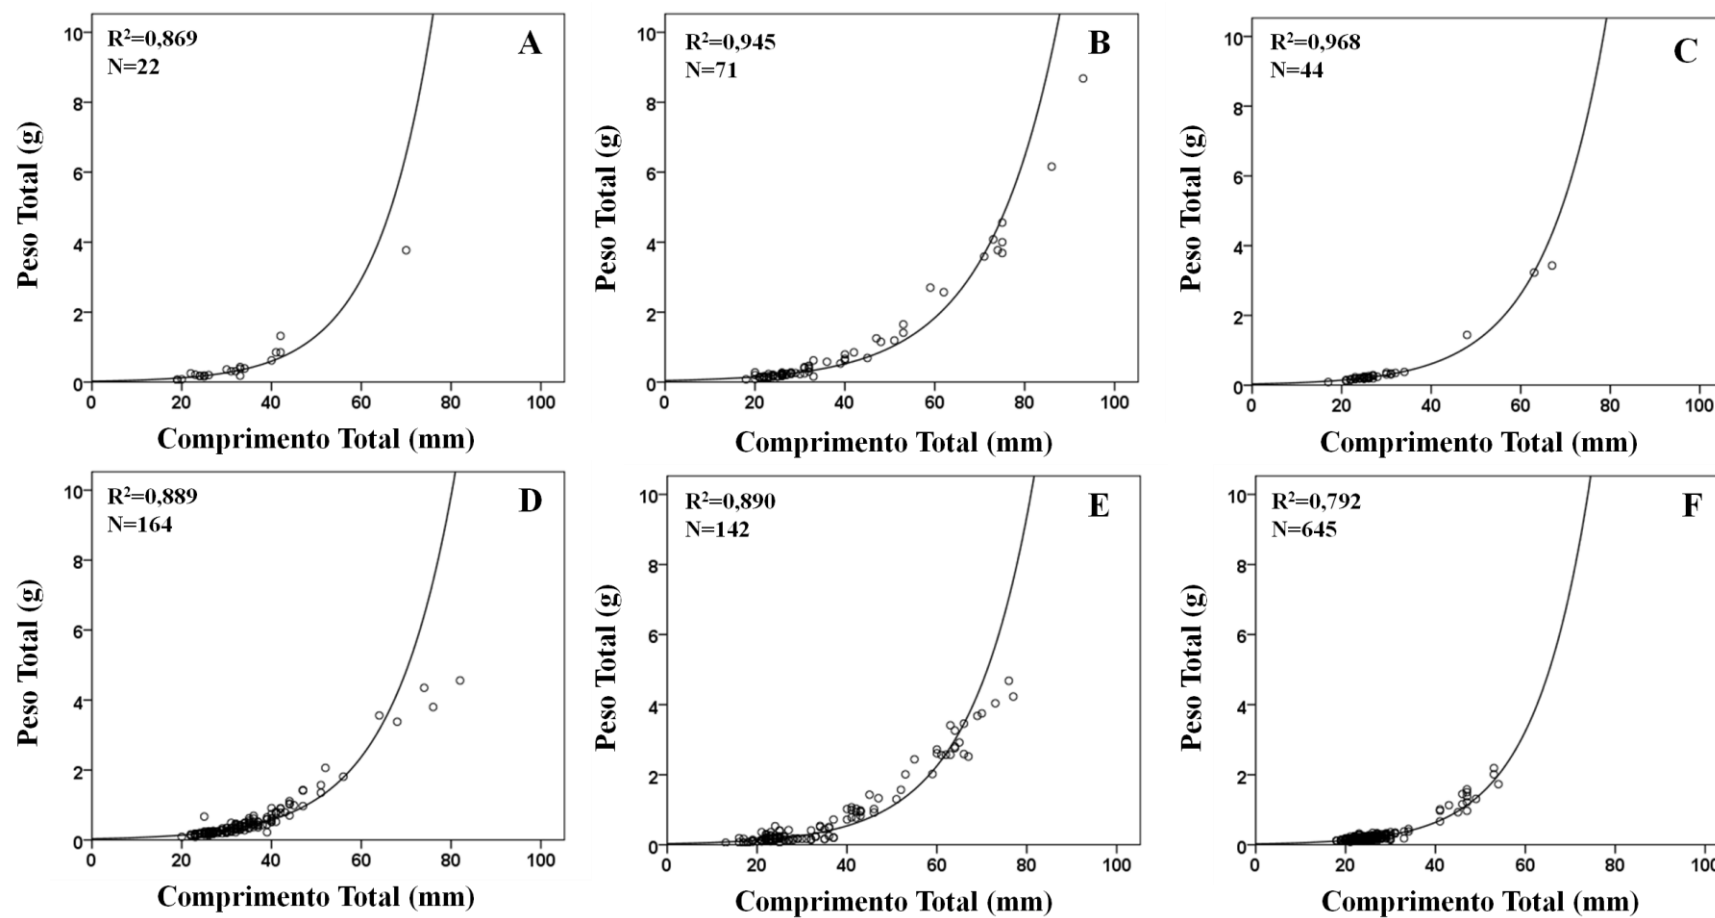 R²=0,869
N=22
A
10
8
6
4
2
0
0 20 40 60 80 100
Peso Total (g)
Comprimento Total (mm)
R²=0,945
N=71
B
10
8
6
4
2
0
0 20 40 60 80 100
Peso Total (g)
Comprimento Total (mm)
R²=0,968
N=44
C
10
8
6
4
2
0
0 20 40 60 80 100
Peso Total (g)
Comprimento Total (mm)
R²=0,889
N=164
D
10
8
6
4
2
0
0 20 40 60 80 100
Peso Total (g)
Comprimento Total (mm)
R²=0,890
N=142
E
10
8
6
4
2
0
0 20 40 60 80 100
Peso Total (g)
Comprimento Total (mm)
R²=0,792
N=645
F
10
8
6
4
2
0
0 20 40 60 80 100
Peso Total (g)
Comprimento Total (mm)